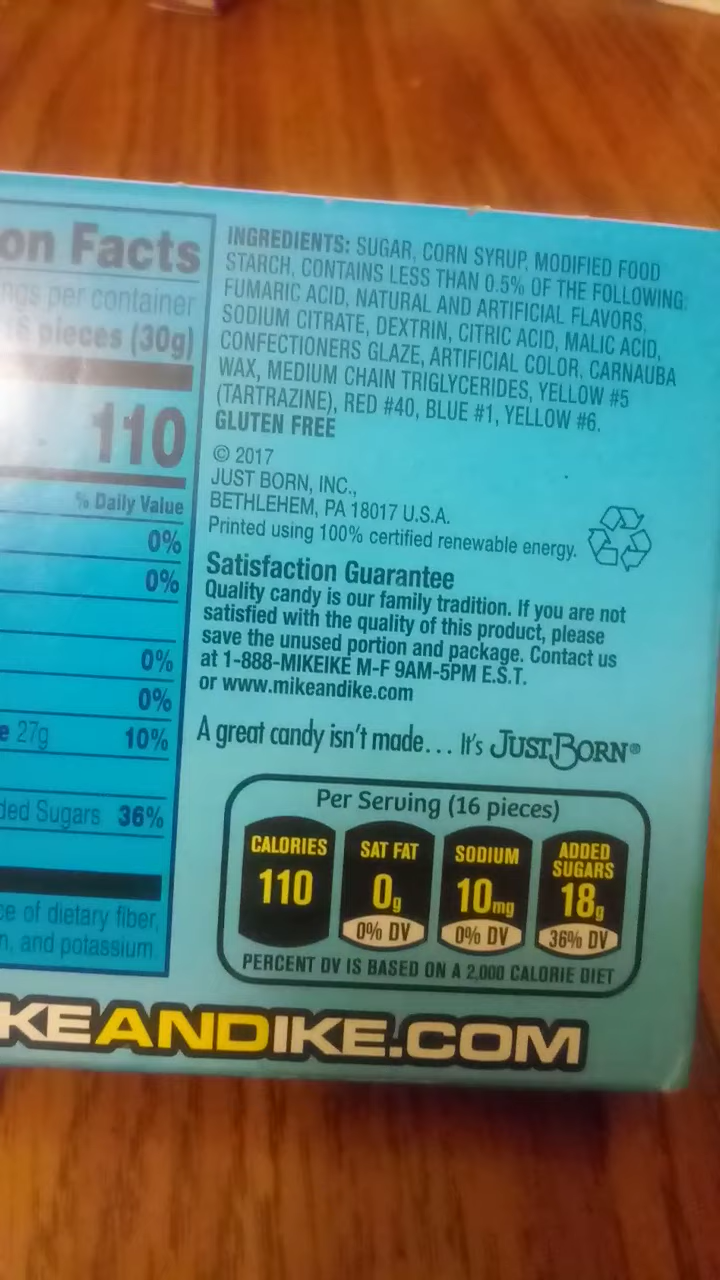 on Facts
per container
pieces (30g)
110
% Daily Value
0%
0%
0%
0%
e 27g 10%
ded Sugars 36%
ce of dietary fiber,
n, and potassium.
INGREDIENTS: SUGAR, CORN SYRUP, MODIFIED FOOD
STARCH, CONTAINS LESS THAN 0.5% OF THE FOLLOWING:
FUMARIC ACID, NATURAL AND ARTIFICIAL FLAVORS,
SODIUM CITRATE, DEXTRIN, CITRIC ACID, MALIC ACID,
CONFECTIONERS GLAZE, ARTIFICIAL COLOR, CARNAUBA
WAX, MEDIUM CHAIN TRIGLYCERIDES, YELLOW #5
(TARTRAZINE), RED #40, BLUE #1, YELLOW #6.
GLUTEN FREE
© 2017
JUST BORN, INC.,
BETHLEHEM, PA 18017 U.S.A.
Printed using 100% certified renewable energy.
Satisfaction Guarantee
Quality candy is our family tradition. If you are not
satisfied with the quality of this product, please
save the unused portion and package. Contact us
at 1-888-MIKEIKE M-F 9AM-5PM E.S.T.
or www.mikeandike.com
A great candy isn't made... It's JUST BORN®
Per Serving (16 pieces)
CALORIES
110
SAT FAT
0g
0% DV
SODIUM
10mg
0% DV
ADDED
SUGARS
18g
36% DV
PERCENT DV IS BASED ON A 2,000 CALORIE DIET
KEANDIKE.COM